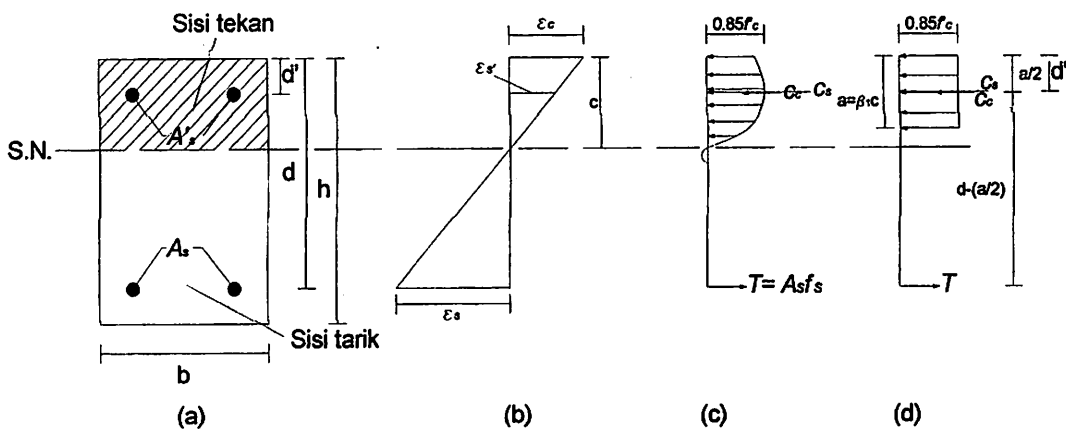 Sisi tekan
d'
A's
S.N.
d
h
As
Sisi tarik
b
(a)
εc
εs'
c
εs
(b)
0.85f'c
Cc Cs
a=β1c
T= Asfs
(c)
0.85f'c
a/2
d'
Cs
Cc
d-(a/2)
T
(d)